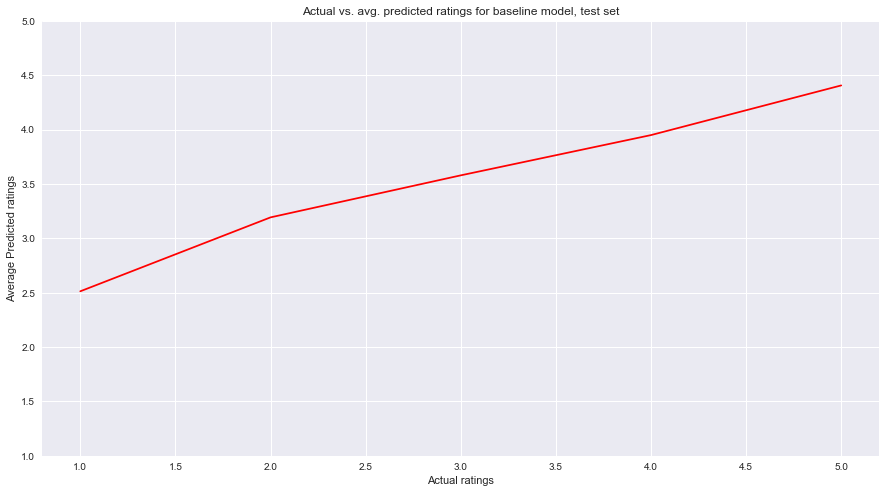 Actual vs. avg. predicted ratings for baseline model, test set
Average Predicted ratings
5.0
4.5
4.0
3.5
3.0
2.5
2.0
1.5
1.0
1.0 1.5 2.0 2.5 3.0 3.5 4.0 4.5 5.0
Actual ratings